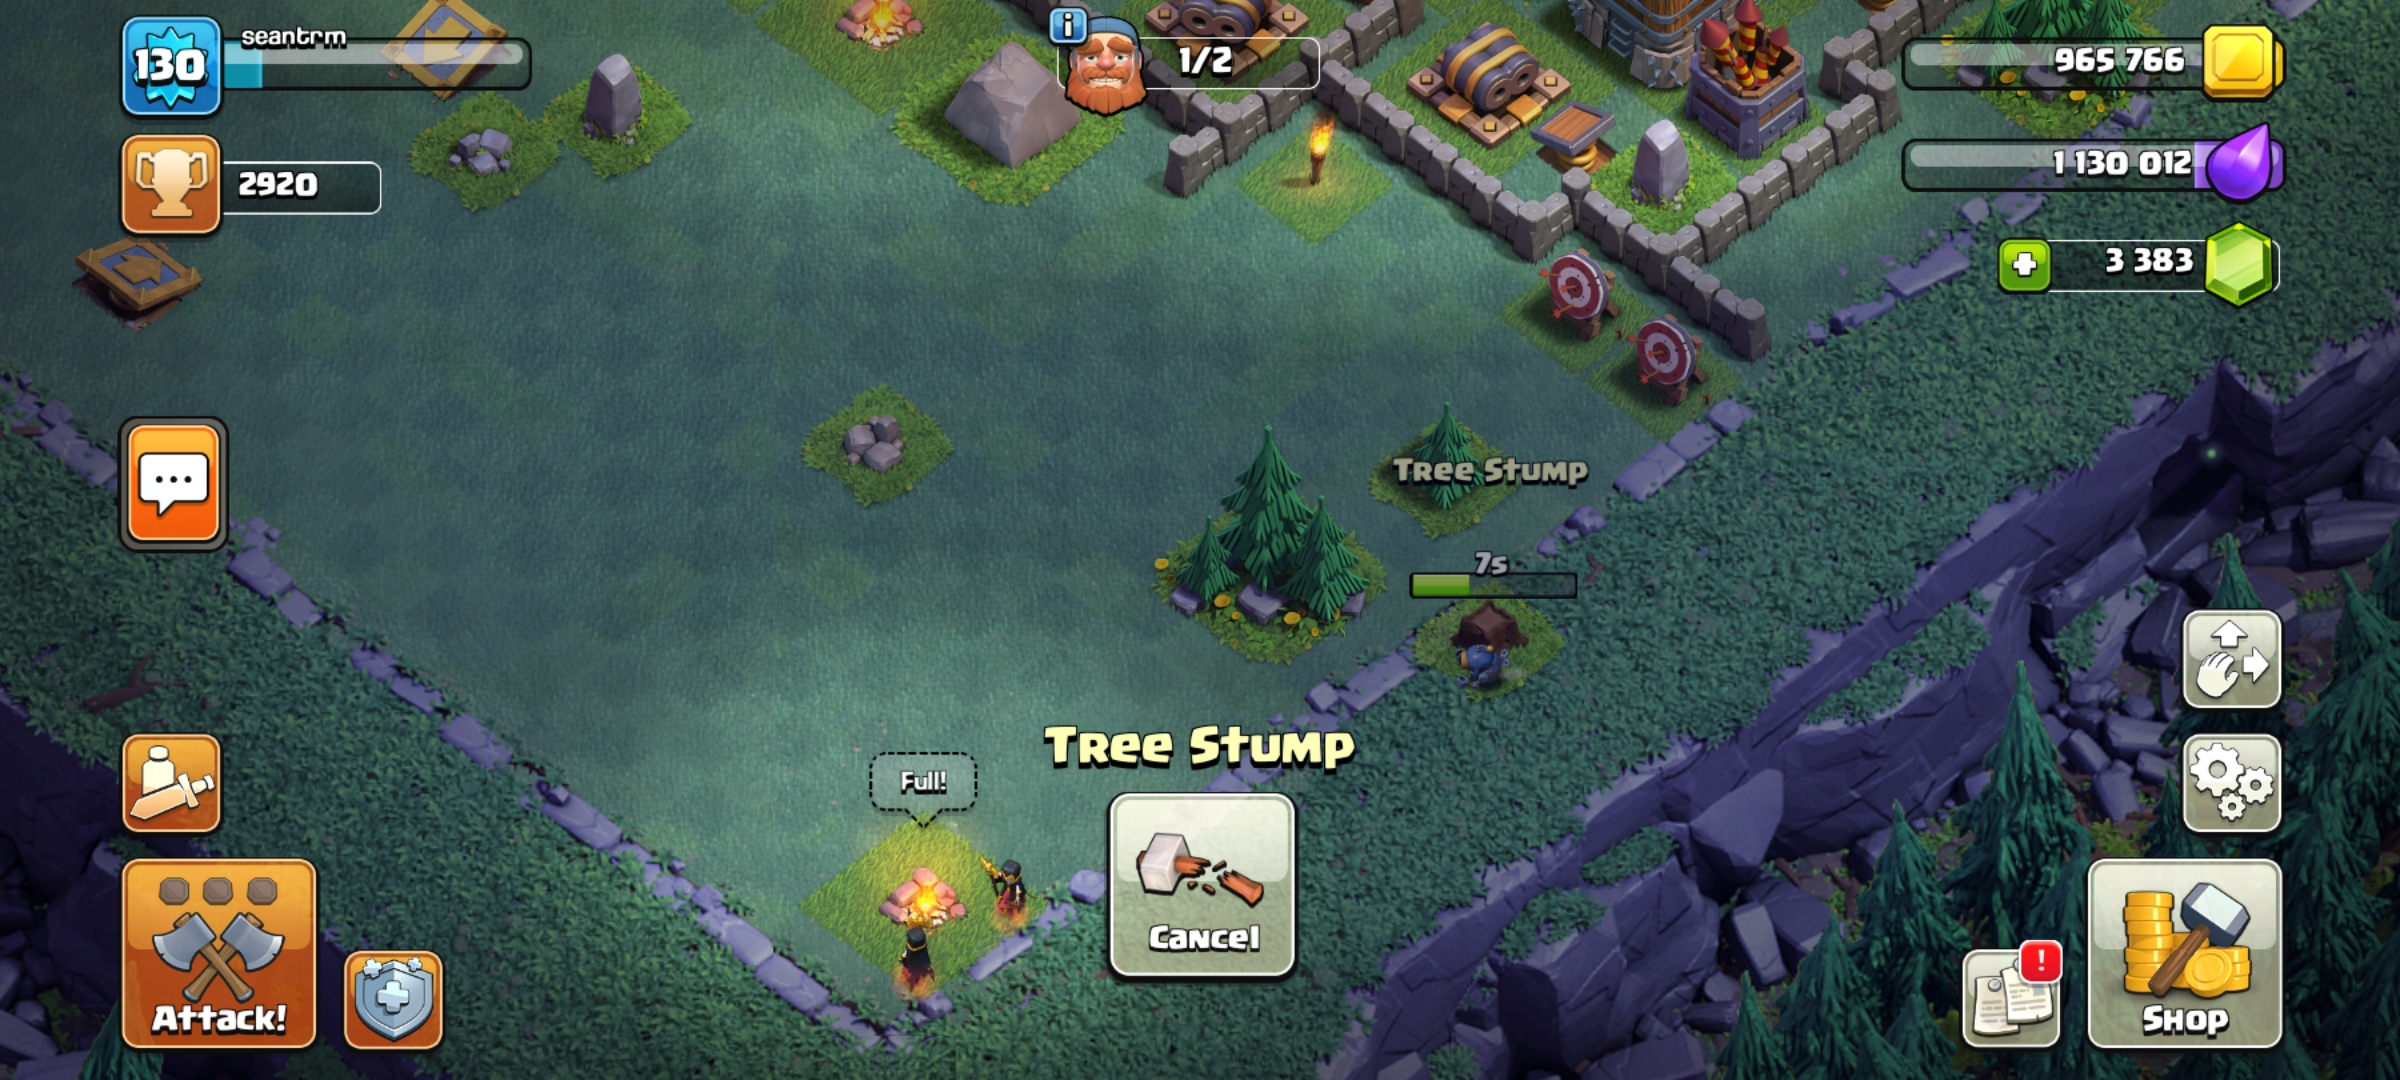 130
seantrm
2920
i
1/2
965 766
1 130 012
3 383
Tree Stump
7s
Tree Stump
Full!
Cancel
Attack!
!
Shop